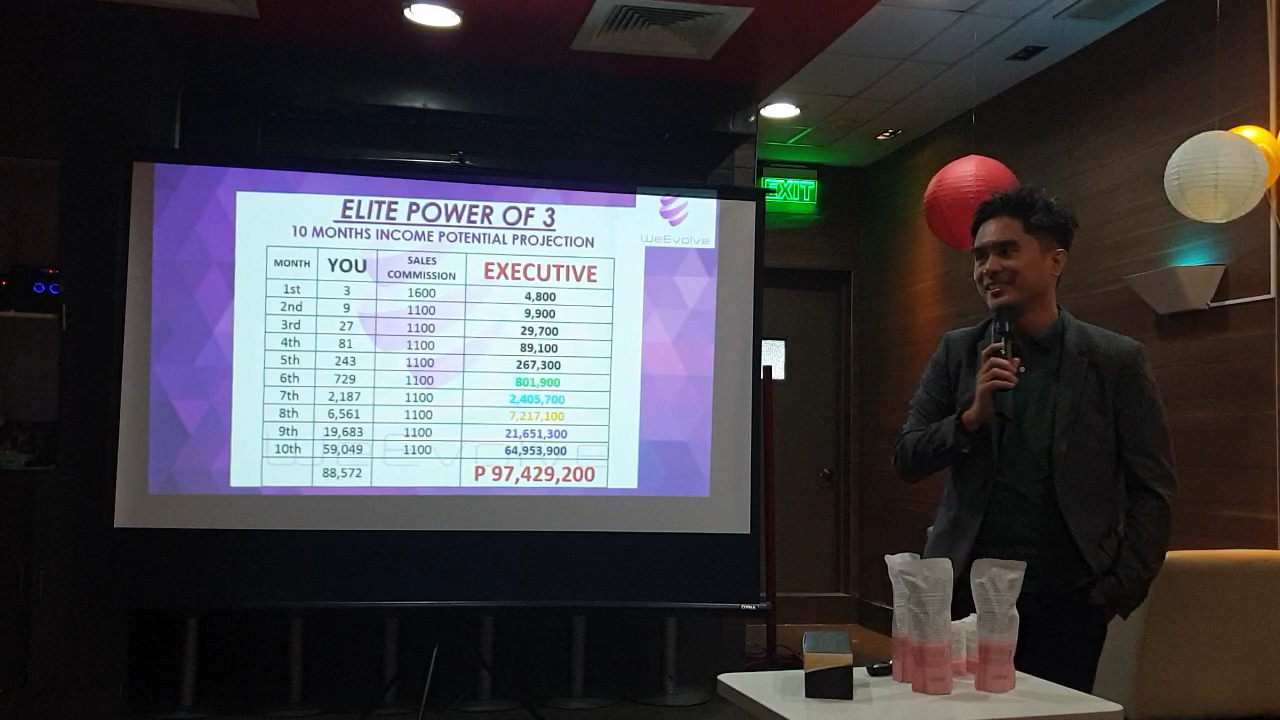 ELITE POWER OF 3
10 MONTHS INCOME POTENTIAL PROJECTION
WeEvolve
MONTH YOU SALES COMMISSION EXECUTIVE
1st 3 1600 4,800
2nd 9 1100 9,900
3rd 27 1100 29,700
4th 81 1100 89,100
5th 243 1100 267,300
6th 729 1100 801,900
7th 2,187 1100 2,405,700
8th 6,561 1100 7,217,100
9th 19,683 1100 21,651,300
10th 59,049 1100 64,953,900
88,572 P 97,429,200
EXIT